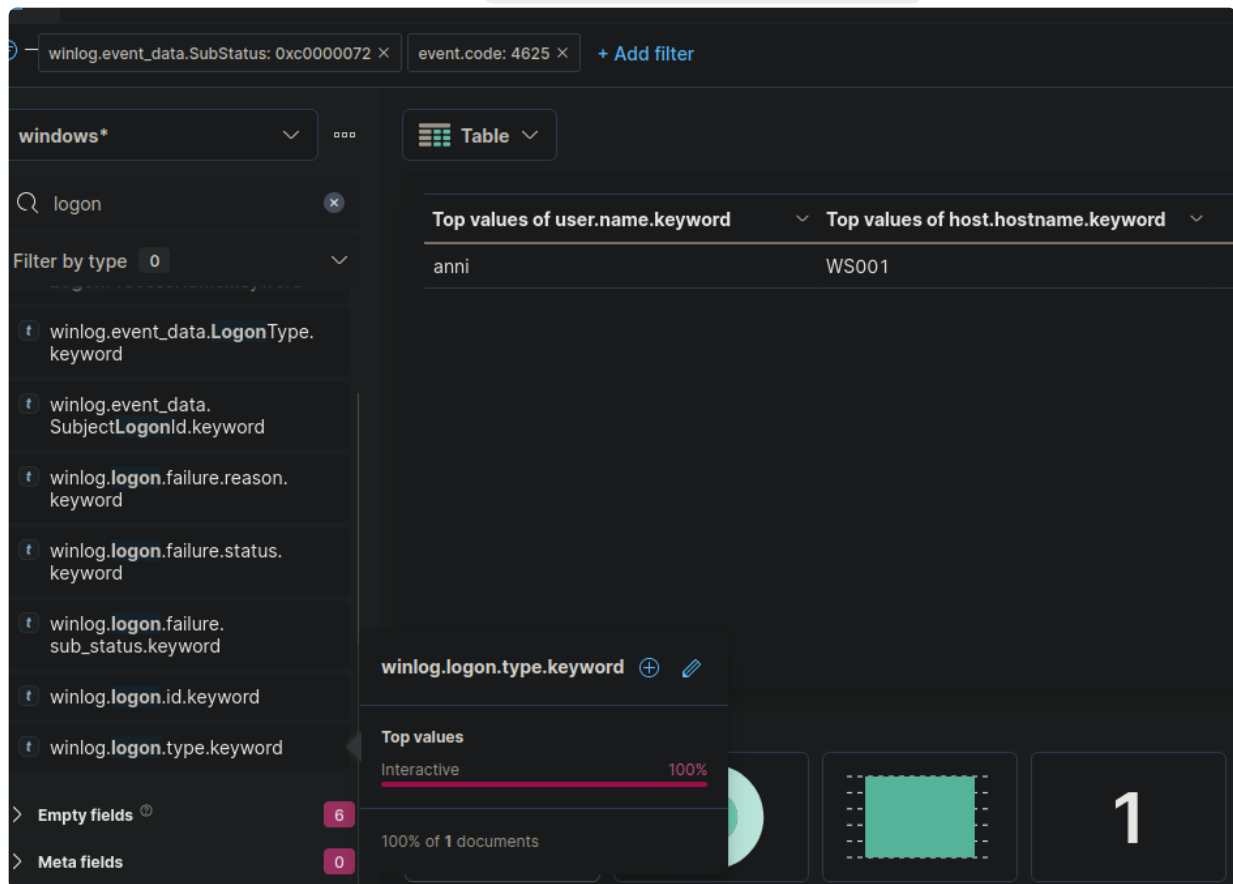 winlog.event_data.SubStatus: 0xc0000072 ×
event.code: 4625 ×
+ Add filter
windows*
Table
logon
Filter by type 0
winlog.event_data.LogonType.
keyword
winlog.event_data.
SubjectLogonId.keyword
winlog.logon.failure.reason.
keyword
winlog.logon.failure.status.
keyword
winlog.logon.failure.
sub_status.keyword
winlog.logon.id.keyword
winlog.logon.type.keyword
Empty fields 6
Meta fields 0
Top values of user.name.keyword
Top values of host.hostname.keyword
anni
WS001
winlog.logon.type.keyword
Top values
Interactive 100%
100% of 1 documents
1